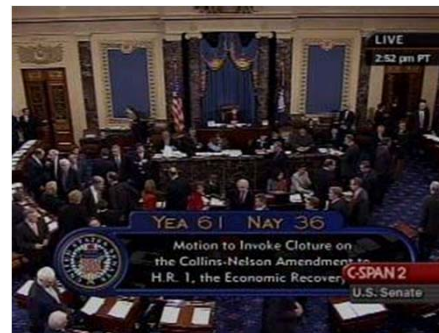 LIVE
2:52 pm PT
YEA 61 NAY 36
Motion to Invoke Cloture on
the Collins-Nelson Amendment to
H.R. 1, the Economic Recovery
C-SPAN 2
U.S. Senate